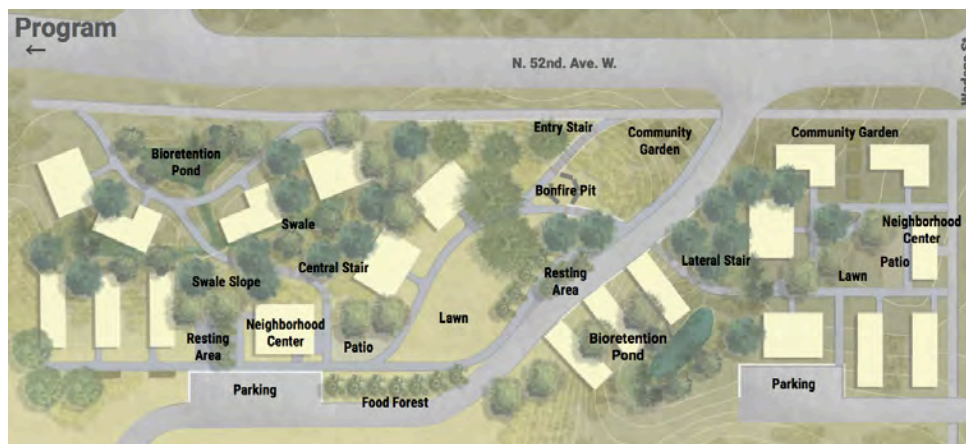 Program
←
N. 52nd. Ave. W.
Wadena St.
Entry Stair
Community
Garden
Community Garden
Bioretention
Pond
Bonfire Pit
Swale
Neighborhood
Center
Central Stair
Lateral Stair
Patio
Swale Slope
Resting
Area
Lawn
Lawn
Neighborhood
Center
Resting
Area
Patio
Bioretention
Pond
Parking
Food Forest
Parking